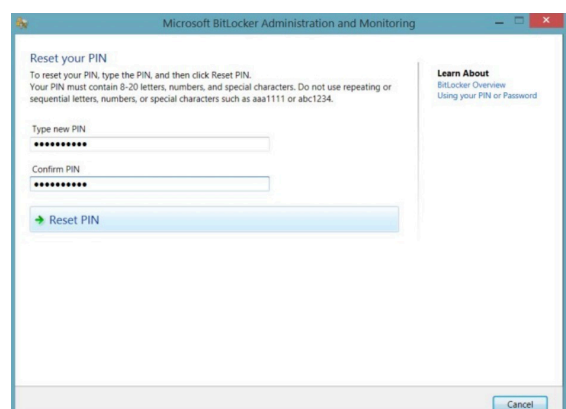 Microsoft BitLocker Administration and Monitoring
Reset your PIN
To reset your PIN, type the PIN, and then click Reset PIN.
Your PIN must contain 8-20 letters, numbers, and special characters. Do not use repeating or
sequential letters, numbers, or special characters such as aaa1111 or abc1234.
Type new PIN
••••••••••
Confirm PIN
••••••••••
Reset PIN
Learn About
BitLocker Overview
Using your PIN or Password
Cancel